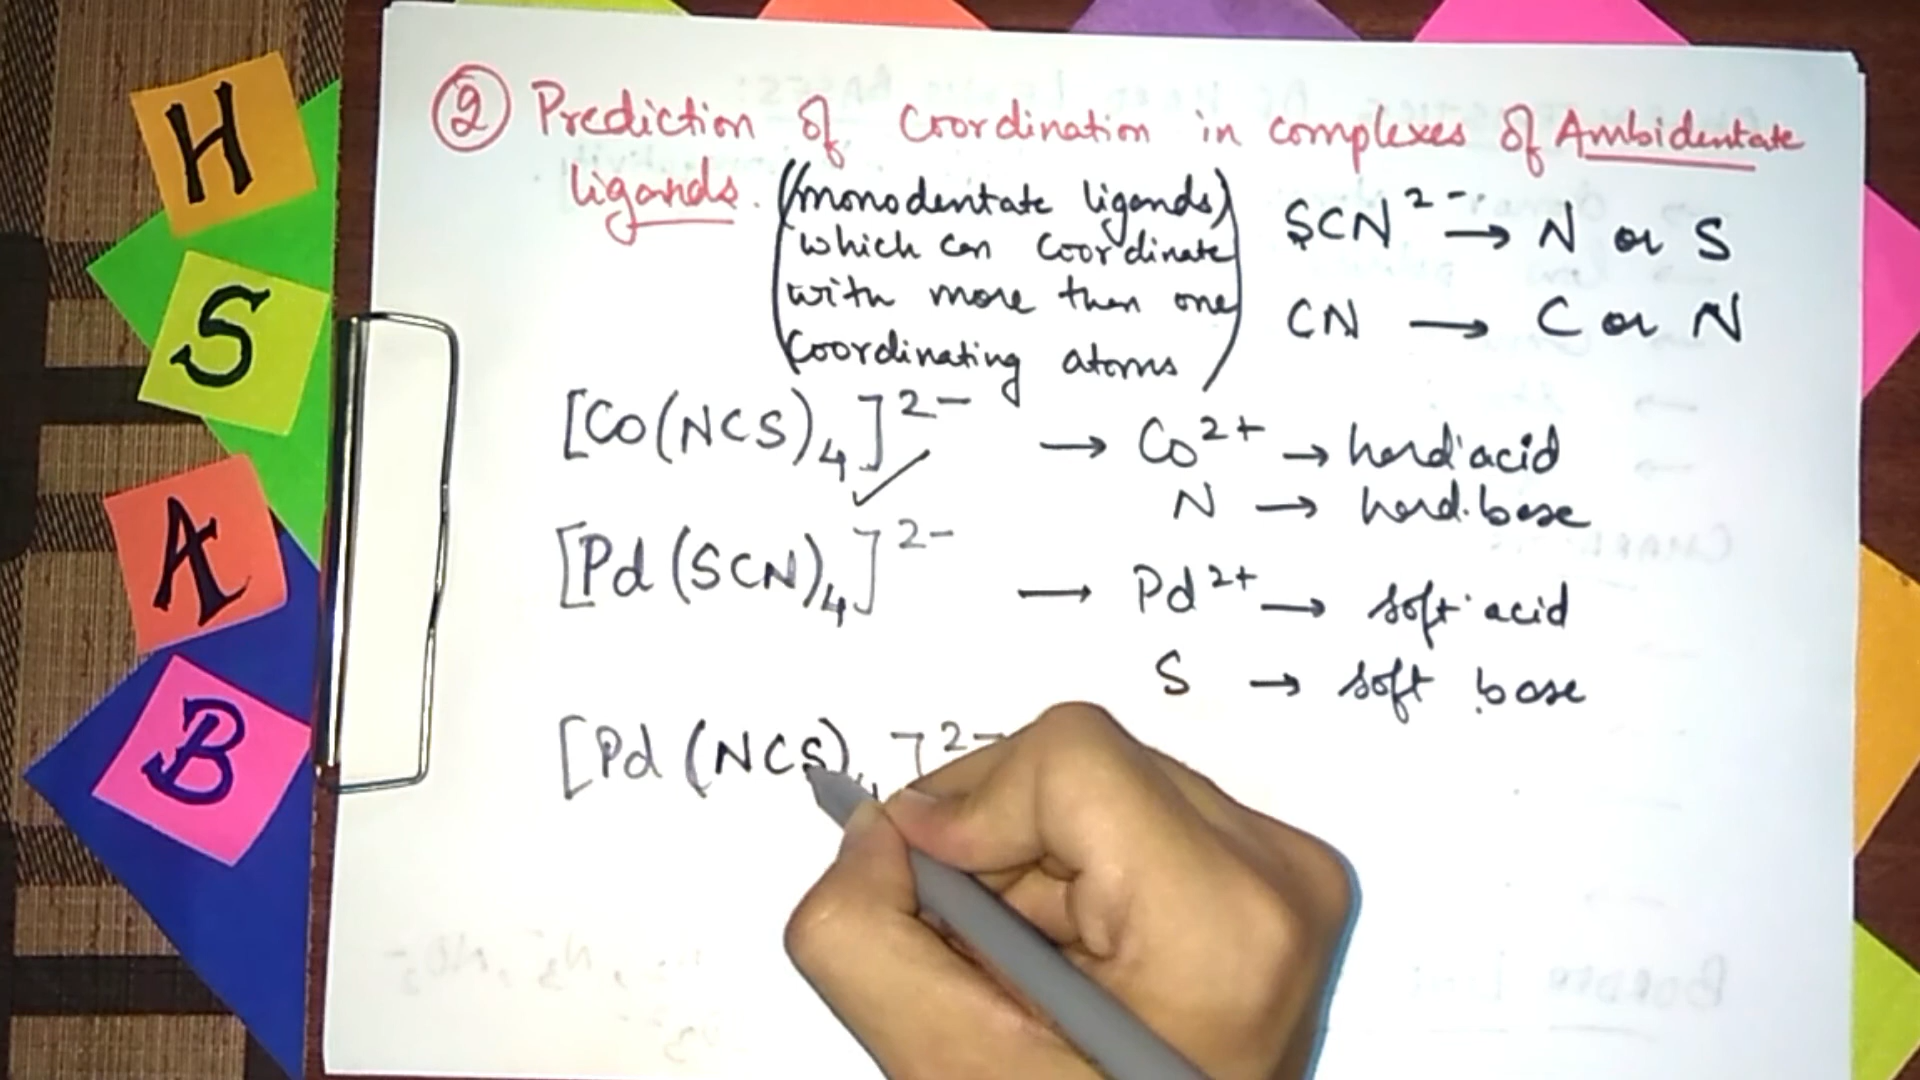 H
S
A
B
② Prediction of Coordination in complexes of Ambidentate
ligands. (monodentate ligands)
which can coordinate
with more than one
coordinating atoms
SCN²⁻ → N or S
CN → C or N
[Co(NCS)₄]²⁻ → Co²⁺ → hard acid
N → hard base
[Pd(SCN)₄]²⁻ → Pd²⁺ → soft acid
S → soft base
[Pd(NCS) ]²⁻